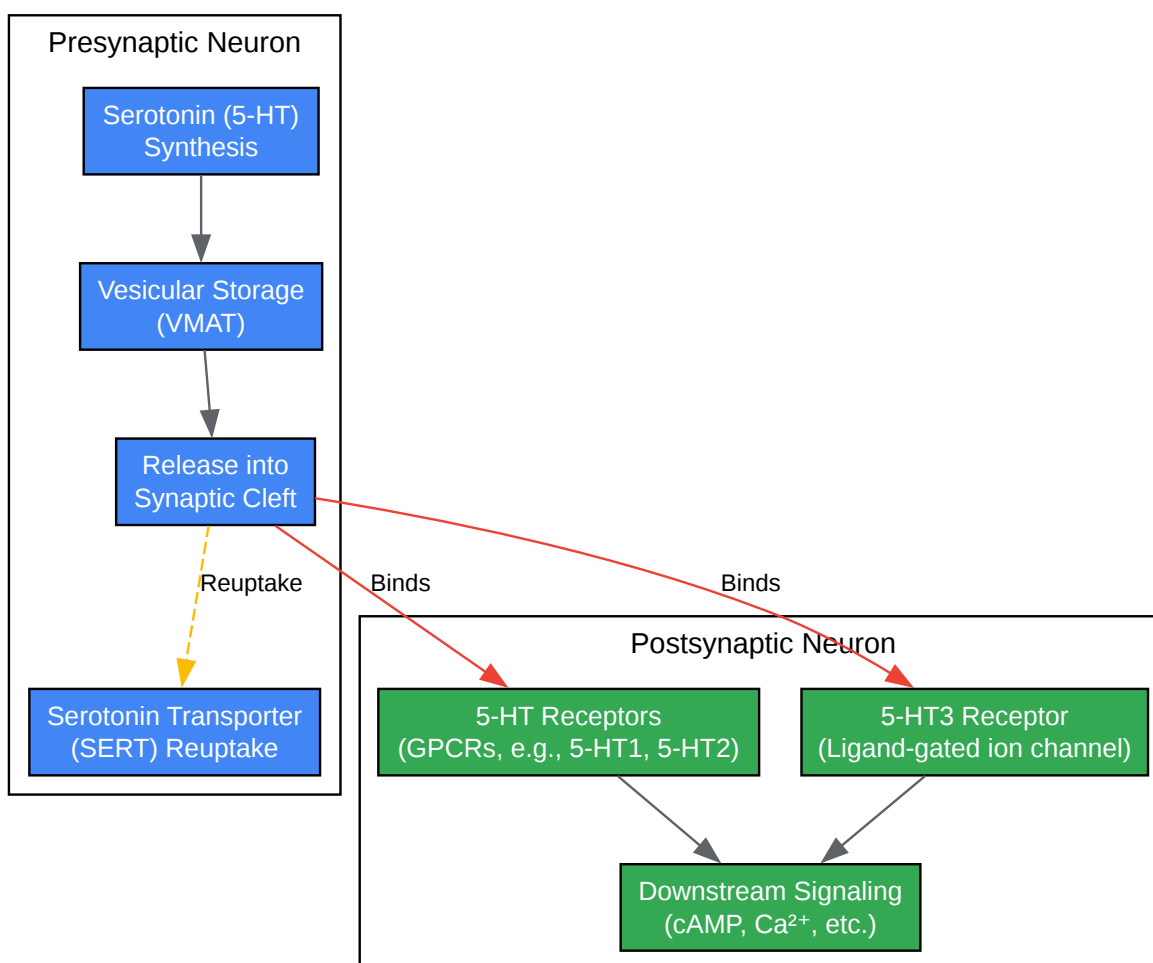 Presynaptic Neuron
Serotonin (5-HT)
Synthesis
Vesicular Storage
(VMAT)
Release into
Synaptic Cleft
Reuptake
Binds
Binds
Serotonin Transporter
(SERT) Reuptake
Postsynaptic Neuron
5-HT Receptors
(GPCRs, e.g., 5-HT1, 5-HT2)
5-HT3 Receptor
(Ligand-gated ion channel)
Downstream Signaling
(cAMP, Ca²⁺, etc.)